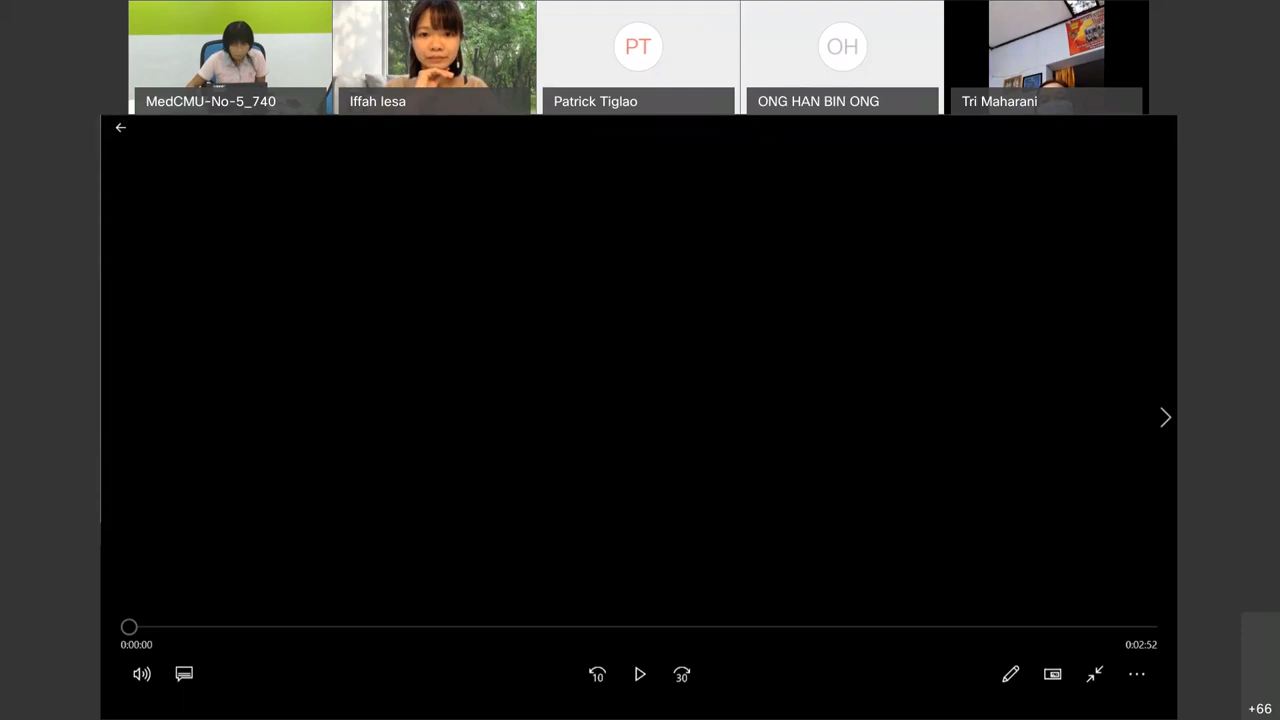 PT
OH
MedCMU-No-5_740
Iffah Iesa
Patrick Tiglao
ONG HAN BIN ONG
Tri Maharani
0:00:00
0:02:52
10
30
+66